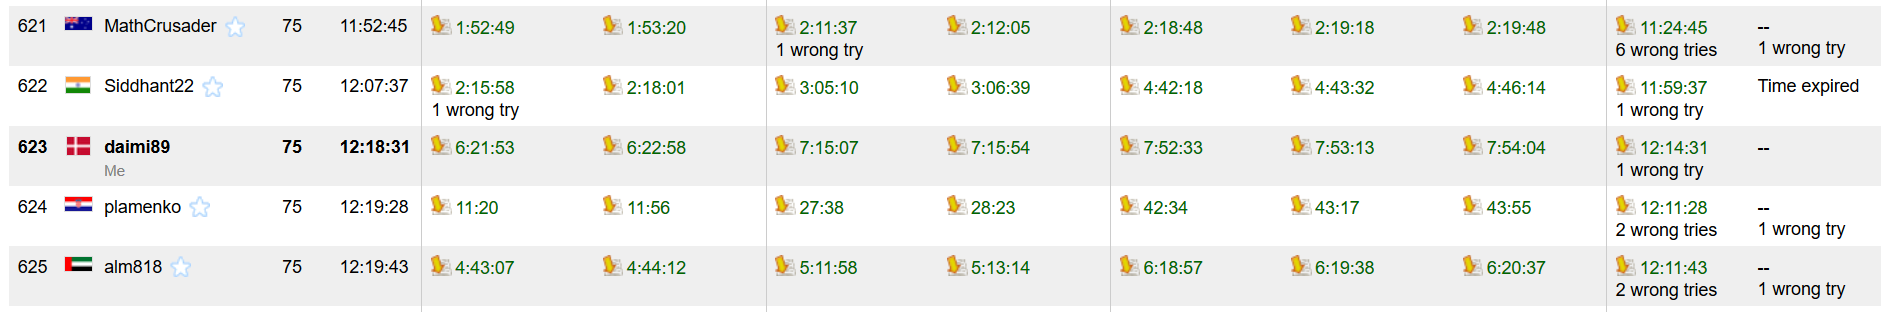 621 MathCrusader 75 11:52:45 1:52:49 1:53:20 2:11:37 2:12:05 2:18:48 2:19:18 2:19:48 11:24:45 --
1 wrong try 6 wrong tries 1 wrong try
622 Siddhant22 75 12:07:37 2:15:58 2:18:01 3:05:10 3:06:39 4:42:18 4:43:32 4:46:14 11:59:37 Time expired
1 wrong try 1 wrong try
623 daimi89 75 12:18:31 6:21:53 6:22:58 7:15:07 7:15:54 7:52:33 7:53:13 7:54:04 12:14:31 --
Me 1 wrong try
624 plamenko 75 12:19:28 11:20 11:56 27:38 28:23 42:34 43:17 43:55 12:11:28 --
2 wrong tries 1 wrong try
625 alm818 75 12:19:43 4:43:07 4:44:12 5:11:58 5:13:14 6:18:57 6:19:38 6:20:37 12:11:43 --
2 wrong tries 1 wrong try